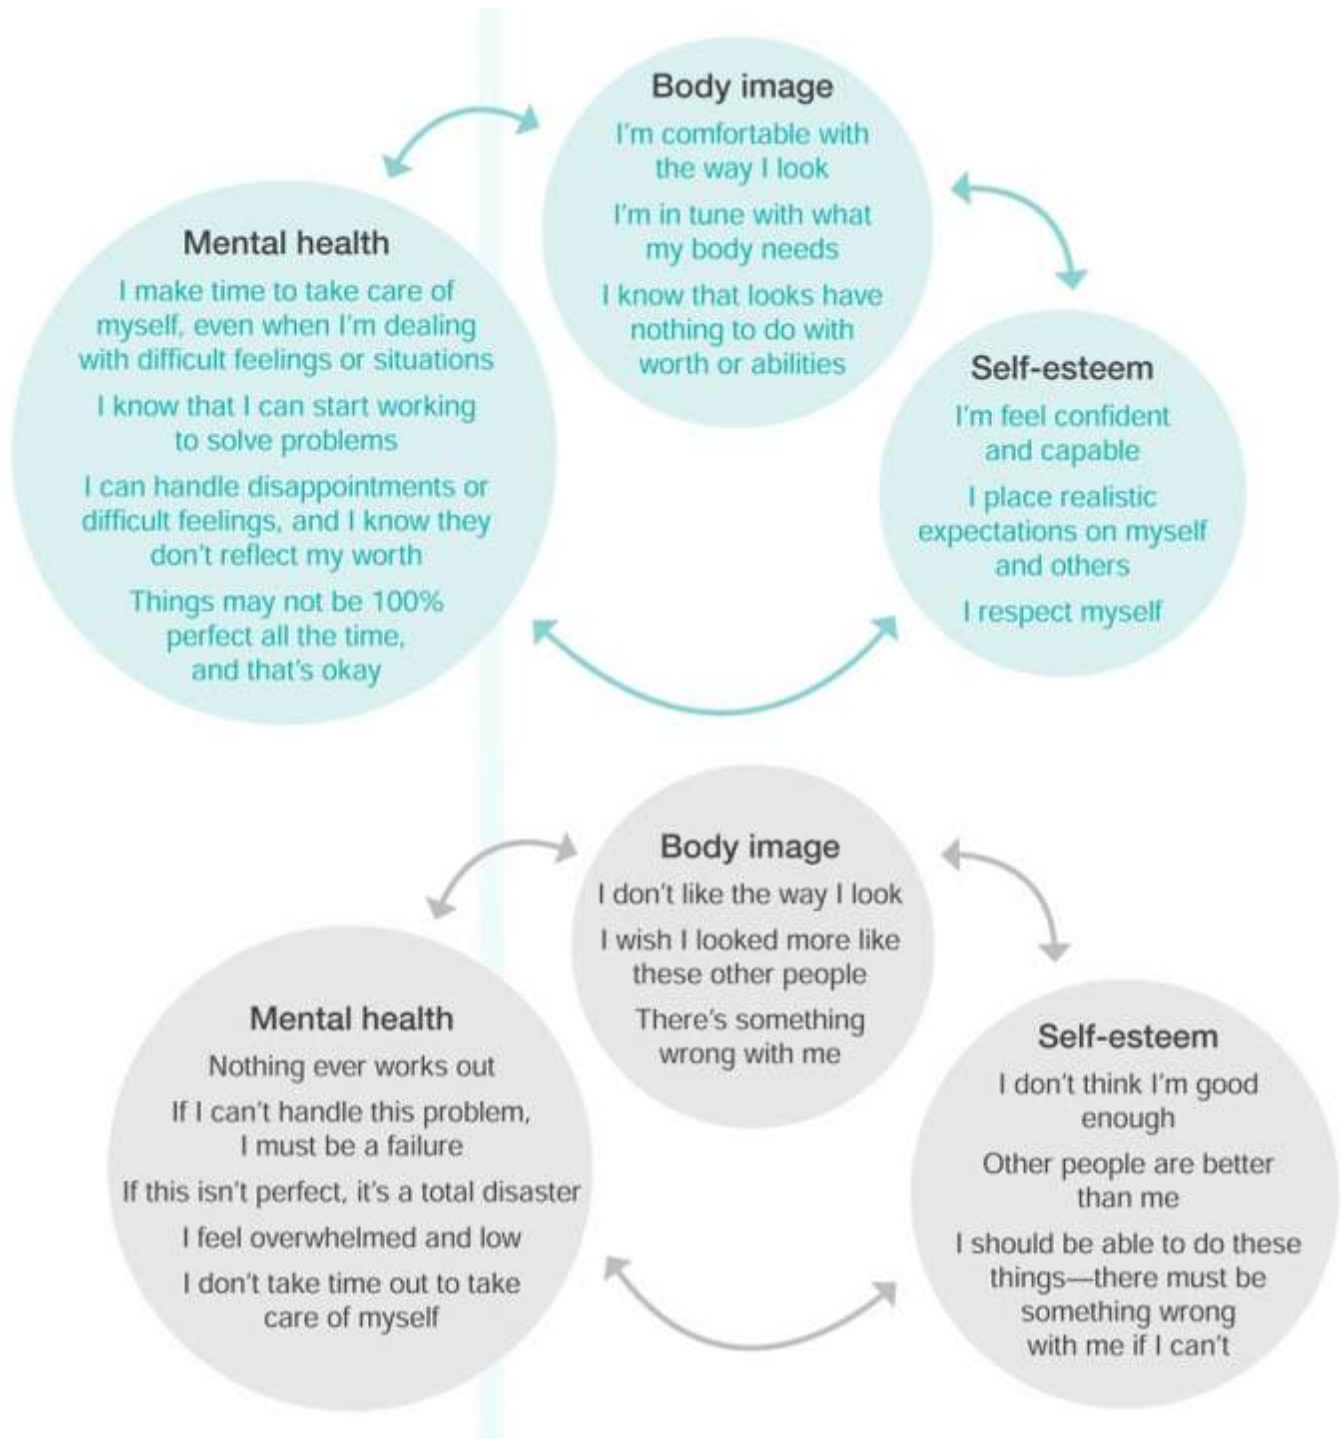 Body image
I'm comfortable with
the way I look
I'm in tune with what
my body needs
I know that looks have
nothing to do with
worth or abilities
Mental health
I make time to take care of
myself, even when I'm dealing
with difficult feelings or situations
I know that I can start working
to solve problems
I can handle disappointments or
difficult feelings, and I know they
don't reflect my worth
Things may not be 100%
perfect all the time,
and that's okay
Self-esteem
I'm feel confident
and capable
I place realistic
expectations on myself
and others
I respect myself
Body image
I don't like the way I look
I wish I looked more like
these other people
There's something
wrong with me
Mental health
Nothing ever works out
If I can't handle this problem,
I must be a failure
If this isn't perfect, it's a total disaster
I feel overwhelmed and low
I don't take time out to take
care of myself
Self-esteem
I don't think I'm good
enough
Other people are better
than me
I should be able to do these
things—there must be
something wrong
with me if I can't